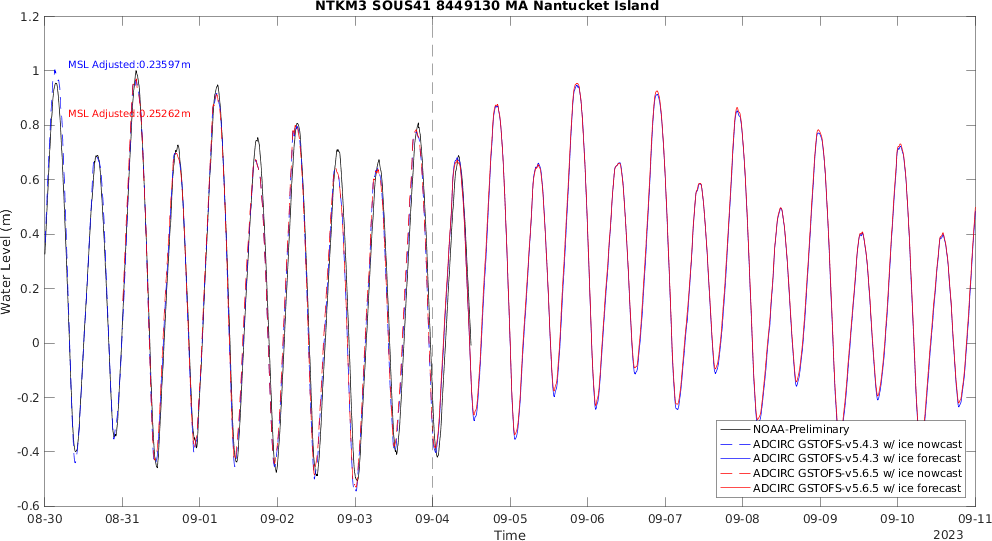 NTKM3 SOUS41 8449130 MA Nantucket Island
1.2
1
0.8
0.6
0.4
0.2
0
-0.2
-0.4
-0.6
Water Level (m)
MSL Adjusted:0.23597m
MSL Adjusted:0.25262m
NOAA-Preliminary
ADCIRC GSTOFS-v5.4.3 w/ ice nowcast
ADCIRC GSTOFS-v5.4.3 w/ ice forecast
ADCIRC GSTOFS-v5.6.5 w/ ice nowcast
ADCIRC GSTOFS-v5.6.5 w/ ice forecast
08-30 08-31 09-01 09-02 09-03 09-04 09-05 09-06 09-07 09-08 09-09 09-10 09-11
Time
2023